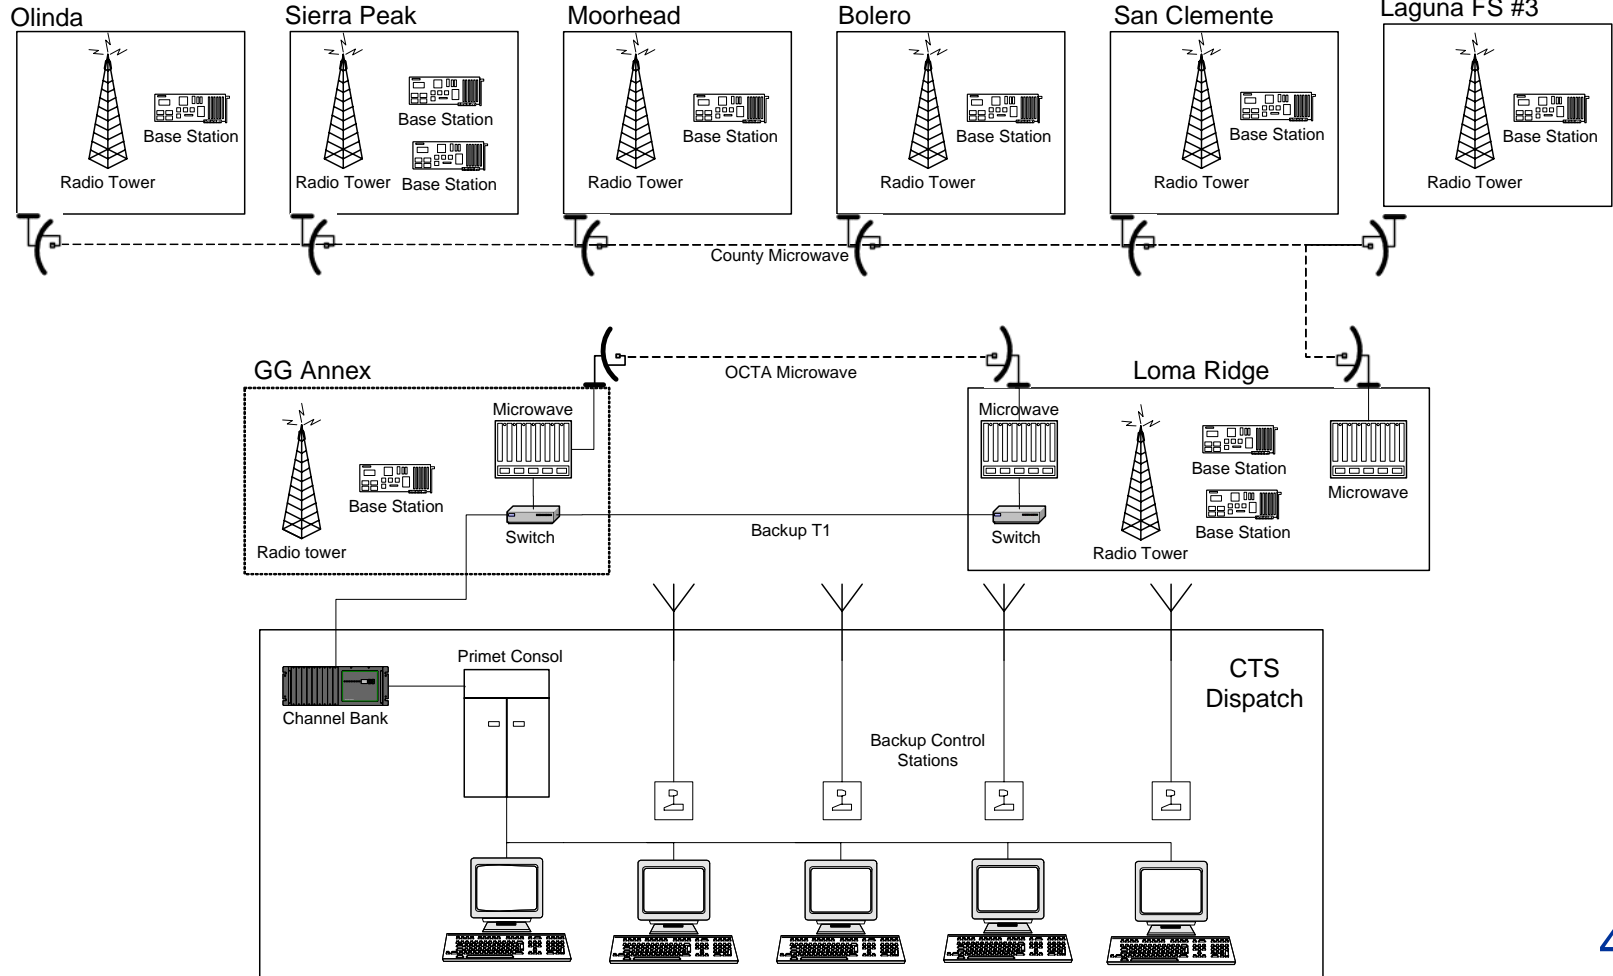 Olinda
Sierra Peak
Moorhead
Bolero
San Clemente
Laguna FS #3
Base Station
Radio Tower
Base Station
Base Station
Radio Tower
Base Station
Radio Tower
Base Station
Radio Tower
Base Station
Radio Tower
Base Station
Radio Tower
County Microwave
GG Annex
OCTA Microwave
Loma Ridge
Microwave
Base Station
Switch
Radio tower
Backup T1
Microwave
Switch
Base Station
Base Station
Radio Tower
Microwave
CTS
Dispatch
Primet Consol
Channel Bank
Backup Control
Stations